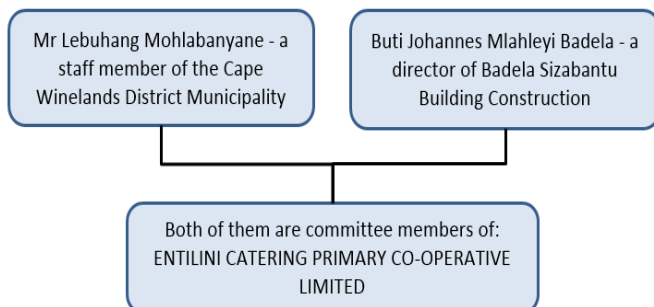 Mr Lebuhang Mohlabanyane - a
staff member of the Cape
Winelands District Municipality
Buti Johannes Mlahleyi Badela - a
director of Badela Sizabantu
Building Construction
Both of them are committee members of:
ENTILINI CATERING PRIMARY CO-OPERATIVE
LIMITED